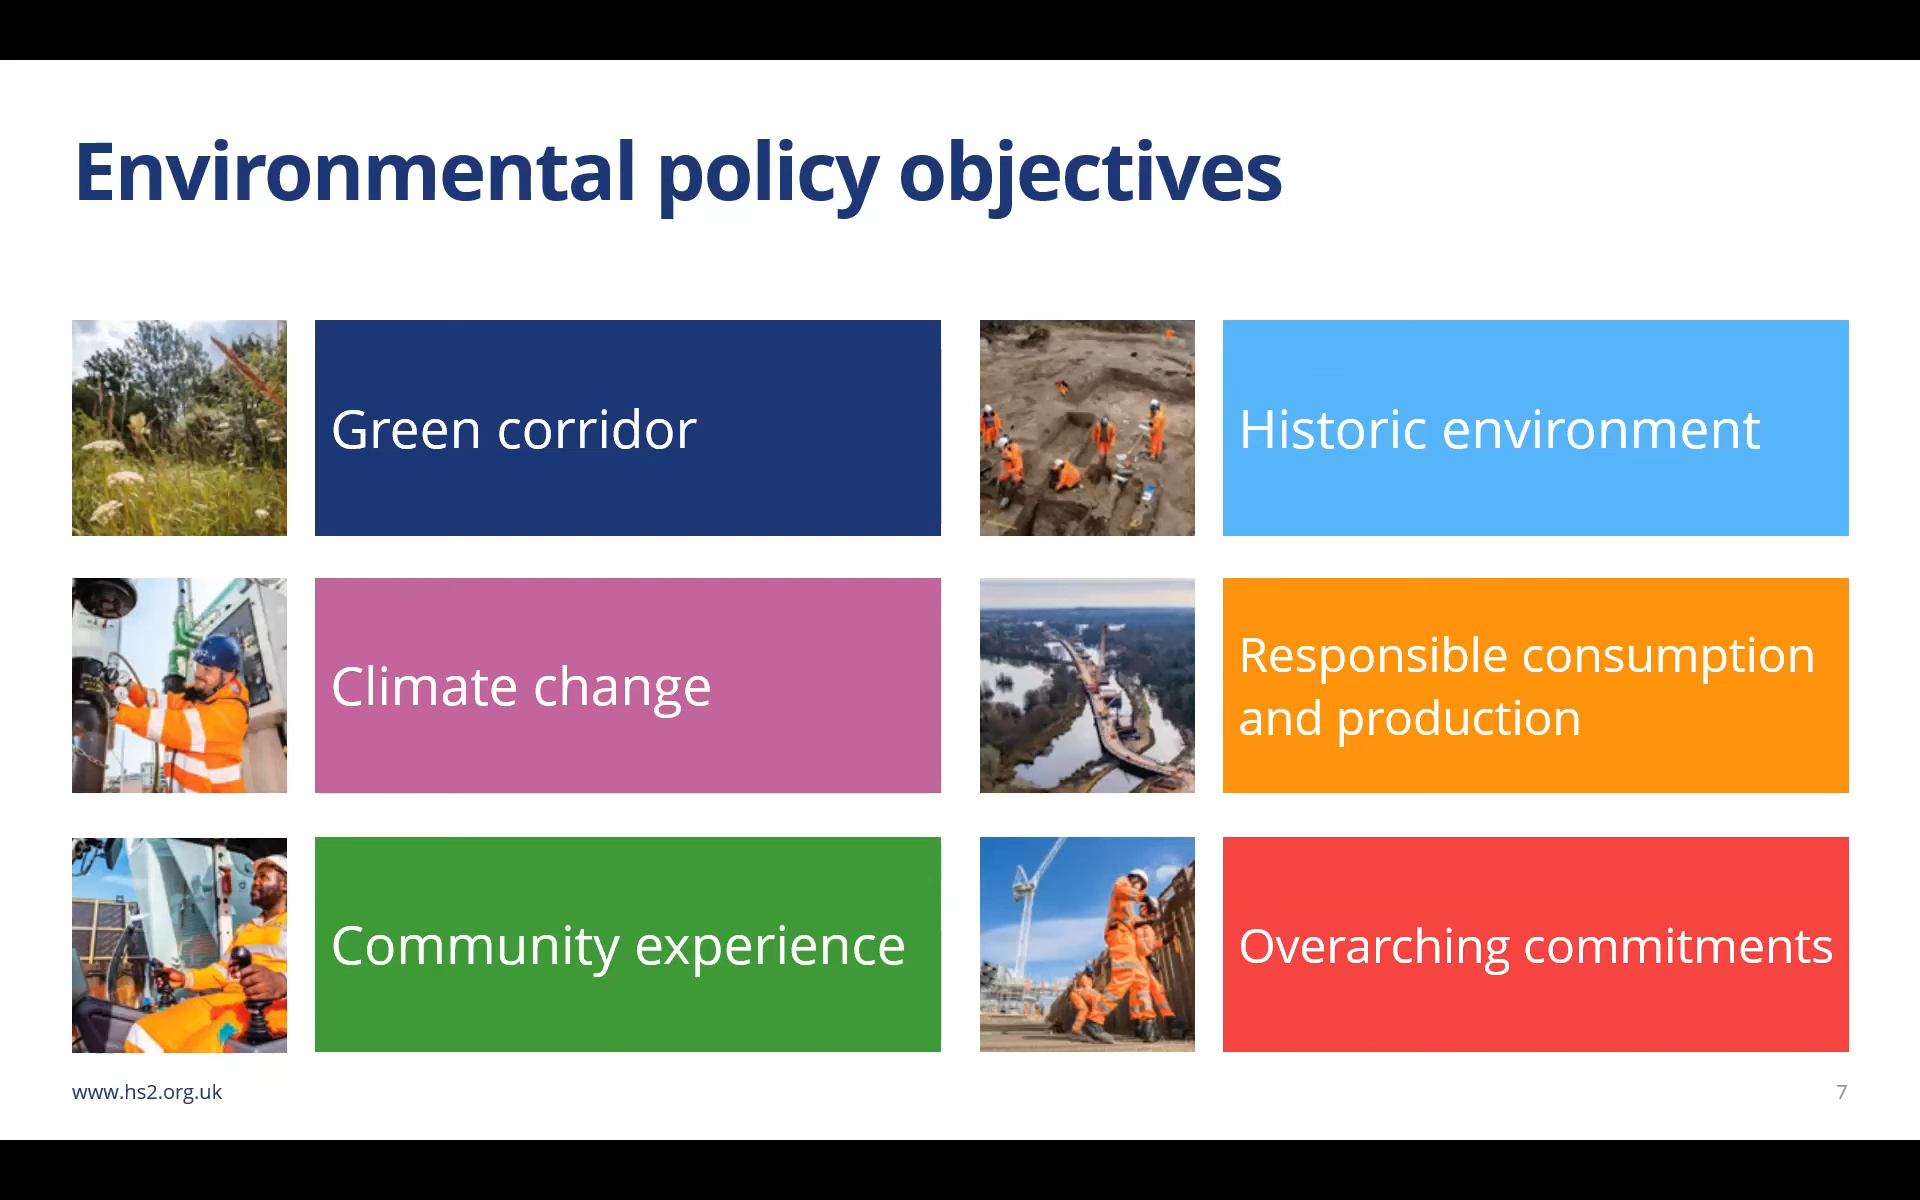 Environmental policy objectives
Green corridor
Historic environment
Climate change
Responsible consumption
and production
Community experience
Overarching commitments
www.hs2.org.uk
7